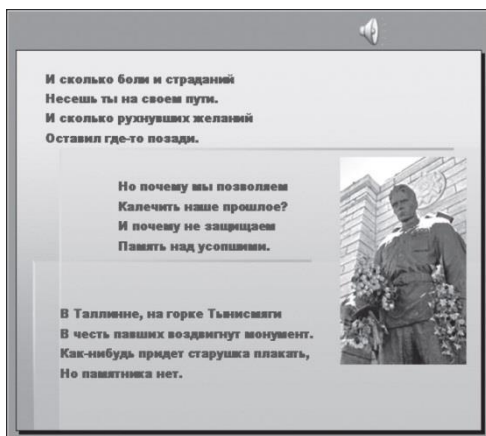 И сколько боли и страданий
Несешь ты на своем пути.
И сколько рухнувших желаний
Оставил где-то позади.
Но почему мы позволяем
Калечить наше прошлое?
И почему не защищаем
Память над усопшими.
В Таллинне, на горке Тынисмяги
В честь павших воздвигнут монумент.
Как-нибудь придет старушка плакать,
Но памятника нет.